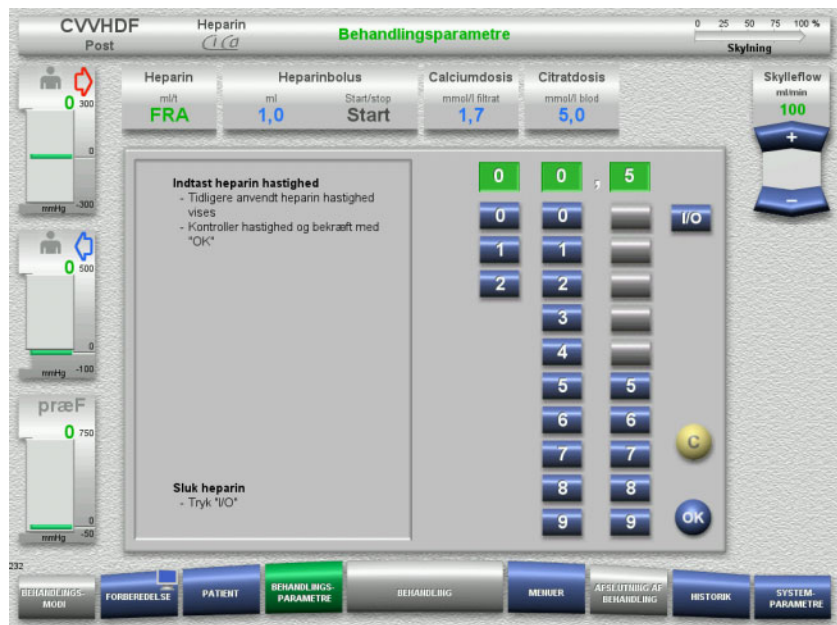 CVVHDF
Post
Heparin
Ci Ca
Behandlingsparametre
0 25 50 75 100 %
Skylning
0 300
0
mmHg -300
0 500
0
mmHg -100
præF
0 750
0
mmHg -50
Heparin
ml/t
FRA
Heparinbolus
ml Start/stop
1,0 Start
Calciumdosis
mmol/l filtrat
1,7
Citratdosis
mmol/l blod
5,0
Skylleflow
ml/min
100
+
–
Indtast heparin hastighed
- Tidligere anvendt heparin hastighed
vises
- Kontroller hastighed og bekræft med
"OK"
Sluk heparin
- Tryk "I/O"
0 0 , 5
0 0 I/O
1 1
2 2
3
4
5 5
6 6
7 7
C
8 8
9 9
OK
232
BEHANDLINGS-
MODI
FORBEREDELSE
PATIENT
BEHANDLINGS-
PARAMETRE
BEHANDLING
MENUER
AFSLUTNING AF
BEHANDLING
HISTORIK
SYSTEM-
PARAMETRE